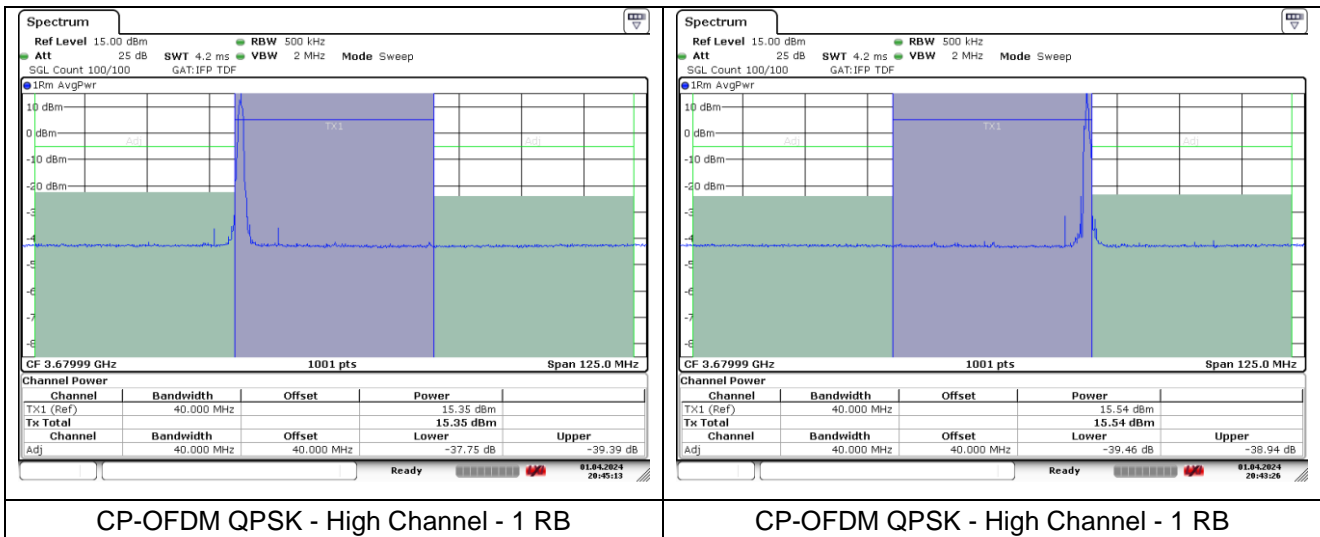 Spectrum
Ref Level 15.00 dBm RBW 500 kHz
Att 25 dB SWT 4.2 ms VBW 2 MHz Mode Sweep
SGL Count 100/100 GAT:IFP TDF
1Rm AvgPwr
10 dBm
TX1
0 dBm
Adj Adj
-10 dBm
-20 dBm
CF 3.67999 GHz 1001 pts Span 125.0 MHz
Channel Power
Channel Bandwidth Offset Power
TX1 (Ref) 40.000 MHz 15.35 dBm
Tx Total 15.35 dBm
Channel Bandwidth Offset Lower Upper
Adj 40.000 MHz 40.000 MHz -37.75 dB -39.39 dB
Ready 01.04.2024
20:45:13
CP-OFDM QPSK - High Channel - 1 RB
Spectrum
Ref Level 15.00 dBm RBW 500 kHz
Att 25 dB SWT 4.2 ms VBW 2 MHz Mode Sweep
SGL Count 100/100 GAT:IFP TDF
1Rm AvgPwr
10 dBm
TX1
0 dBm
Adj Adj
-10 dBm
-20 dBm
CF 3.67999 GHz 1001 pts Span 125.0 MHz
Channel Power
Channel Bandwidth Offset Power
TX1 (Ref) 40.000 MHz 15.54 dBm
Tx Total 15.54 dBm
Channel Bandwidth Offset Lower Upper
Adj 40.000 MHz 40.000 MHz -39.46 dB -38.94 dB
Ready 01.04.2024
20:43:26
CP-OFDM QPSK - High Channel - 1 RB